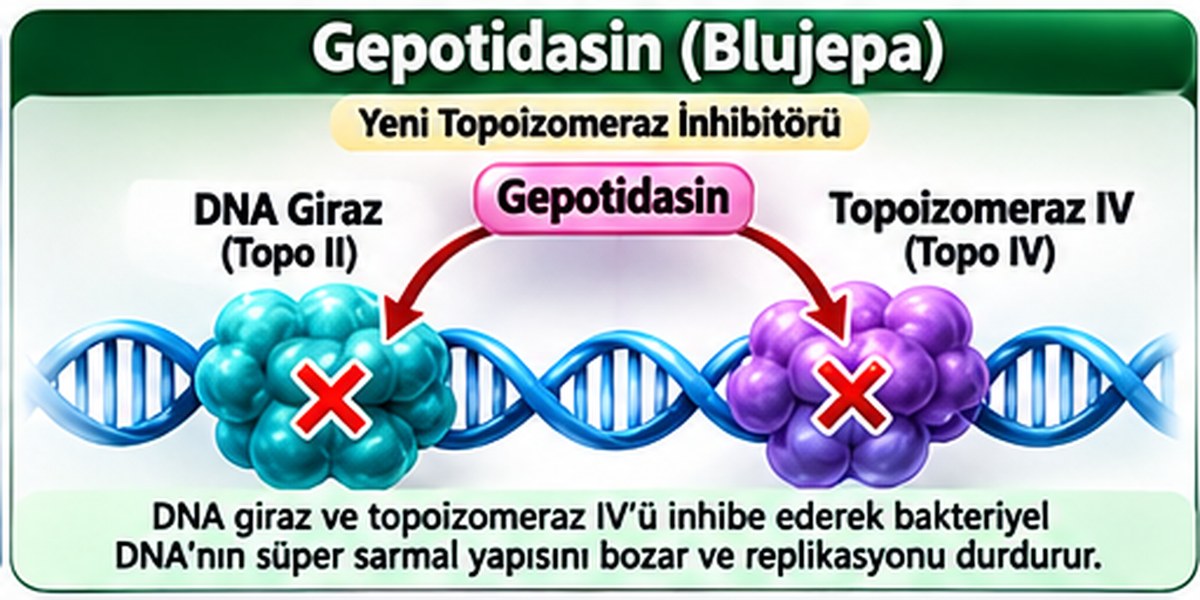 Gepotidasin (Blujepa)
Yeni Topoizomeraz İnhibitörü
Gepotidasin
DNA Giraz
(Topo II)
Topoizomeraz IV
(Topo IV)
DNA giraz ve topoizomeraz IV'ü inhibe ederek bakteriyel
DNA'nın süper sarmal yapısını bozar ve replikasyonu durdurur.